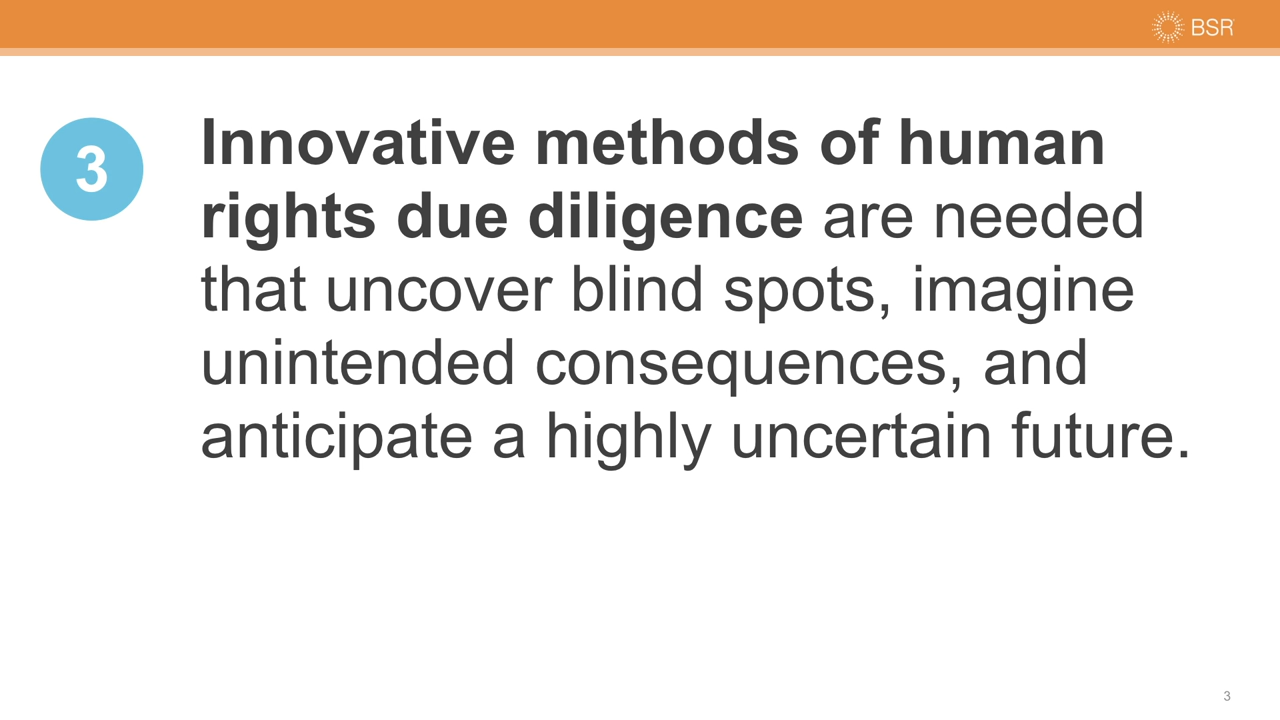 BSR
3
Innovative methods of human
rights due diligence are needed
that uncover blind spots, imagine
unintended consequences, and
anticipate a highly uncertain future.
3